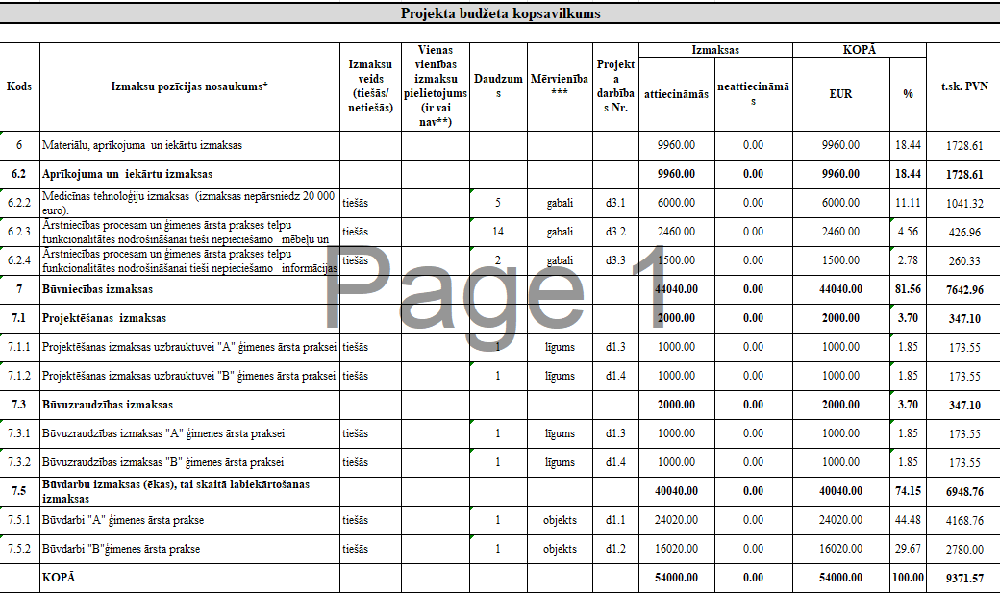 Projekta budžeta kopsavilkums
Kods Izmaksu pozīcijas nosaukums* Izmaksu veids (tiešās/ netiešās) Vienas vienības izmaksu pielietojums (ir vai nav**) Daudzums Mērvienība *** Projekta darbības Nr. Izmaksas KOPĀ t.sk. PVN
attiecināmās neattiecināmās EUR %
6 Materiālu, aprīkojuma un iekārtu izmaksas 9960.00 0.00 9960.00 18.44 1728.61
6.2 Aprīkojuma un iekārtu izmaksas 9960.00 0.00 9960.00 18.44 1728.61
6.2.2 Medicīnas tehnoloģiju izmaksas (izmaksas nepārsniedz 20 000 euro). tiešās 5 gabali d3.1 6000.00 0.00 6000.00 11.11 1041.32
6.2.3 Ārstniecības procesam un ģimenes ārsta prakses telpu funkcionalitātes nodrošināšanai tieši nepieciešamo mēbeļu un tiešās 14 gabali d3.2 2460.00 0.00 2460.00 4.56 426.96
6.2.4 Ārstniecības procesam un ģimenes ārsta prakses telpu funkcionalitātes nodrošināšanai tieši nepieciešamo informācijas tiešās 2 gabali d3.3 1500.00 0.00 1500.00 2.78 260.33
7 Būvniecības izmaksas 44040.00 0.00 44040.00 81.56 7642.96
7.1 Projektēšanas izmaksas 2000.00 0.00 2000.00 3.70 347.10
7.1.1 Projektēšanas izmaksas uzbrauktuvei "A" ģimenes ārsta praksei tiešās 1 līgums d1.3 1000.00 0.00 1000.00 1.85 173.55
7.1.2 Projektēšanas izmaksas uzbrauktuvei "B" ģimenes ārsta praksei tiešās 1 līgums d1.4 1000.00 0.00 1000.00 1.85 173.55
7.3 Būvuzraudzības izmaksas 2000.00 0.00 2000.00 3.70 347.10
7.3.1 Būvuzraudzības izmaksas "A" ģimenes ārsta praksei tiešās 1 līgums d1.3 1000.00 0.00 1000.00 1.85 173.55
7.3.2 Būvuzraudzības izmaksas "B" ģimenes ārsta praksei tiešās 1 līgums d1.4 1000.00 0.00 1000.00 1.85 173.55
7.5 Būvdarbu izmaksas (ēkas), tai skaitā labiekārtošanas izmaksas 40040.00 0.00 40040.00 74.15 6948.76
7.5.1 Būvdarbi "A" ģimenes ārsta prakse tiešās 1 objekts d1.1 24020.00 0.00 24020.00 44.48 4168.76
7.5.2 Būvdarbi "B"ģimenes ārsta prakse tiešās 1 objekts d1.2 16020.00 0.00 16020.00 29.67 2780.00
KOPĀ 54000.00 0.00 54000.00 100.00 9371.57
Page 1